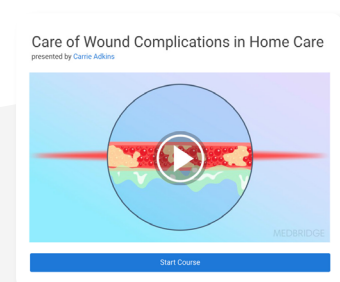 Care of Wound Complications in Home Care
presented by Carrie Adkins
MEDBRIDGE
Start Course